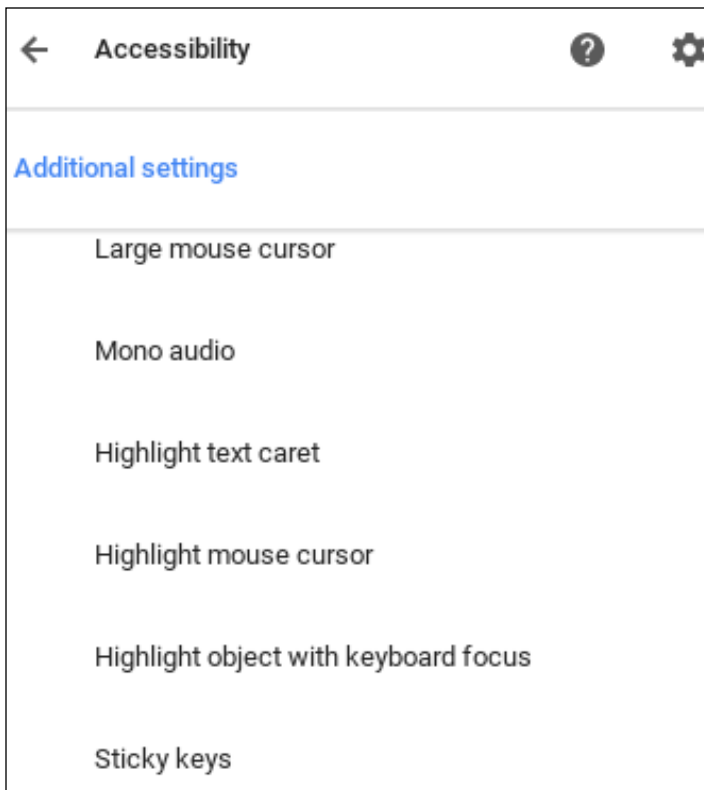 Accessibility
Additional settings
Large mouse cursor
Mono audio
Highlight text caret
Highlight mouse cursor
Highlight object with keyboard focus
Sticky keys